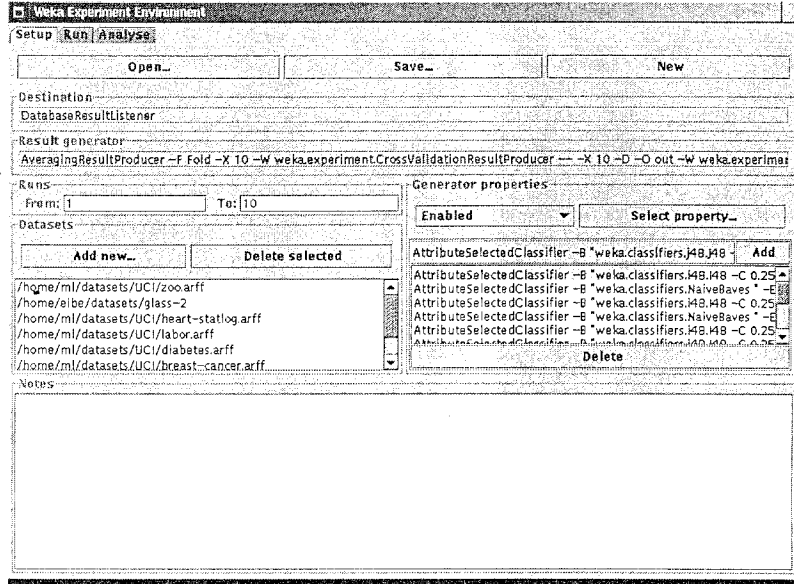 Weka Experiment Environment
Setup Run Analyse
Open... Save... New
Destination
DatabaseResultListener
Result generator
AveragingResultProducer -F Fold -X 10 -W weka.experiment.CrossValidationResultProducer -- -X 10 -D -O out -W weka.experimen
Runs
From: 1 To: 10
Generator properties
Enabled Select property...
Datasets
Add new... Delete selected
AttributeSelectedClassifier -B "weka.classifiers.j48.J48 - Add
/home/ml/datasets/UCI/zoo.arff
/home/eibe/datasets/glass-2
/home/ml/datasets/UCI/heart-statlog.arff
/home/ml/datasets/UCI/labor.arff
/home/ml/datasets/UCI/diabetes.arff
/home/ml/datasets/UCI/breast-cancer.arff
AttributeSelectedClassifier -B "weka.classifiers.j48.J48 -C 0.25
AttributeSelectedClassifier -B "weka.classifiers.NaiveBayes " -E
AttributeSelectedClassifier -B "weka.classifiers.j48.J48 -C 0.25
AttributeSelectedClassifier -B "weka.classifiers.NaiveBayes " -E
AttributeSelectedClassifier -B "weka.classifiers.j48.J48 -C 0.25
Delete
Notes